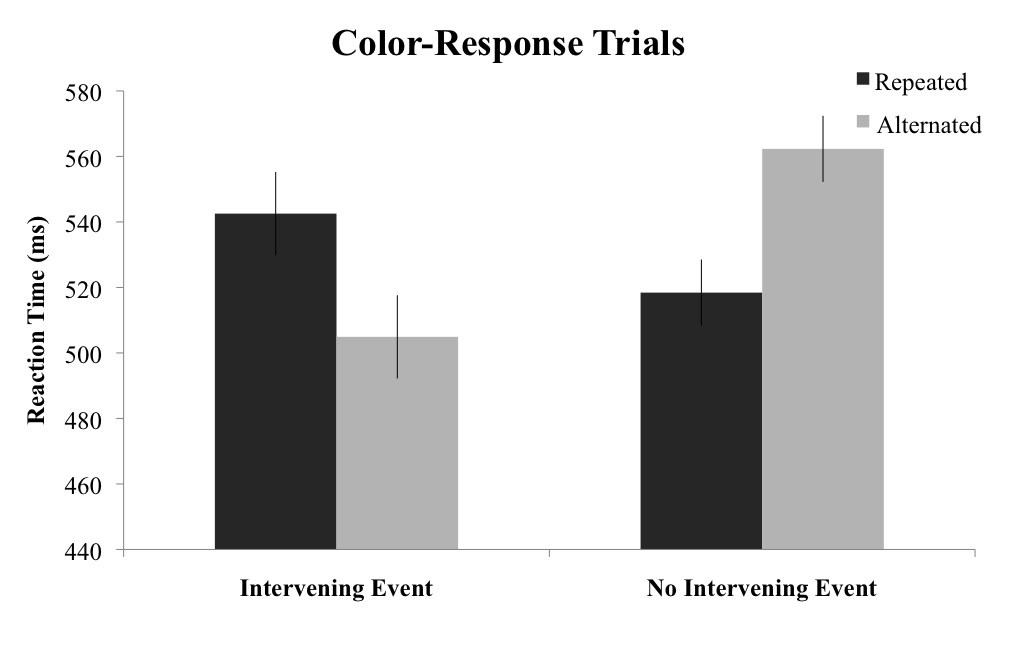 Color-Response Trials
Repeated
Alternated
580
560
540
520
500
480
460
440
Reaction Time (ms)
Intervening Event
No Intervening Event